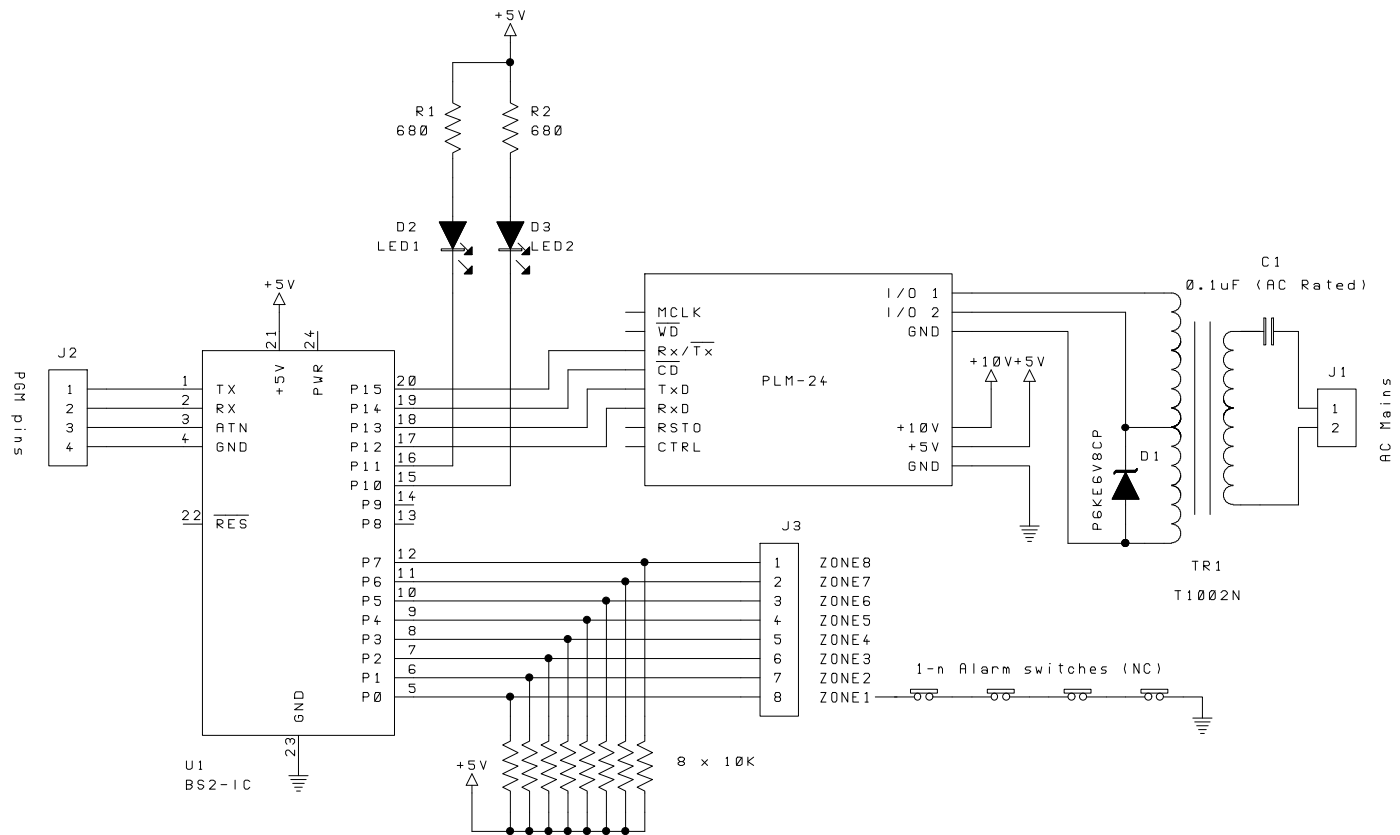 +5V
R1
680
R2
680
D2
LED1
D3
LED2
C1
0.1uF (AC Rated)
+5V
21
24
+5V
PWR
J2
1
2
3
4
PGM pins
1
2
3
4
TX
RX
ATN
GND
22
RES
P15
P14
P13
P12
P11
P10
P9
P8
20
19
18
17
16
15
14
13
P7
P6
P5
P4
P3
P2
P1
P0
12
11
10
9
8
7
6
5
GND
23
U1
BS2-IC
MCLK
WD
Rx/Tx
CD
TxD
RxD
RSTO
CTRL
PLM-24
I/O 1
I/O 2
GND
+10V
+5V
GND
+10V+5V
D1
P6KE6V8CP
TR1
T1002N
J1
1
2
AC Mains
J3
1
2
3
4
5
6
7
8
ZONE8
ZONE7
ZONE6
ZONE5
ZONE4
ZONE3
ZONE2
ZONE1
1-n Alarm switches (NC)
+5V
8 x 10K